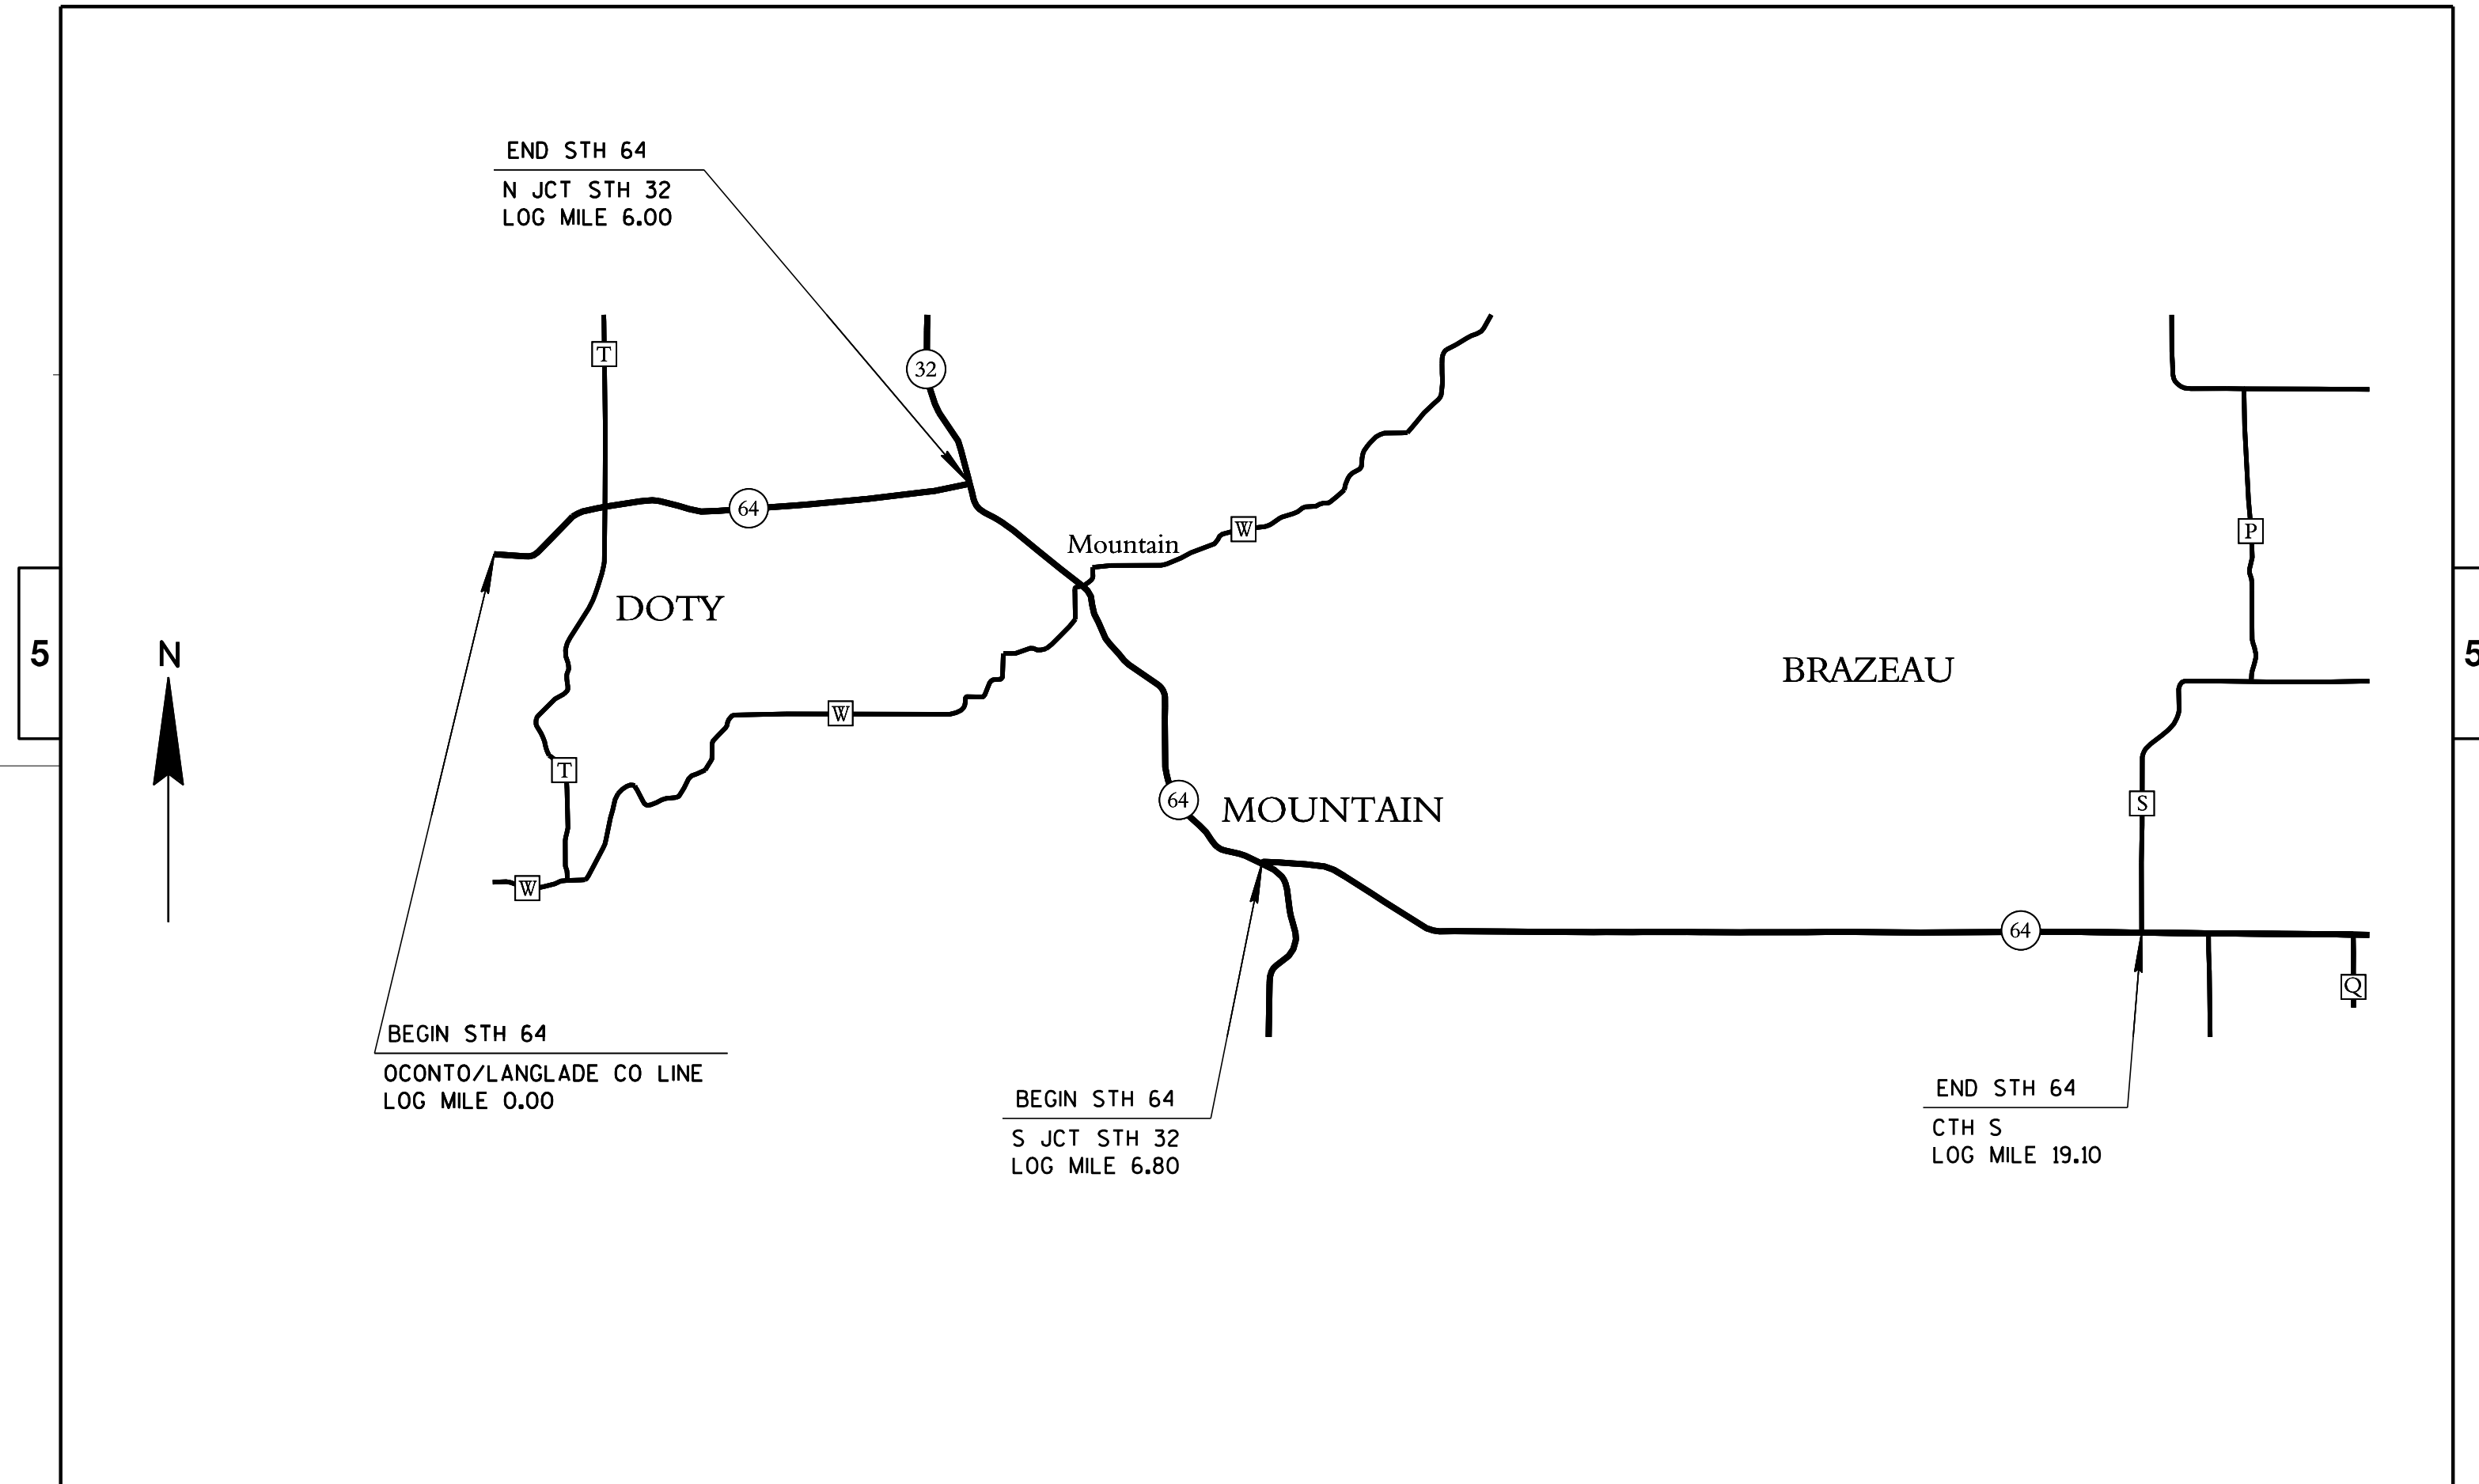 END STH 64
N JCT STH 32
LOG MILE 6.00
T
32
64
Mountain
W
P
DOTY
5
N
5
BRAZEAU
W
T
64
MOUNTAIN
S
W
64
Q
BEGIN STH 64
OCONTO/LANGLADE CO LINE
LOG MILE 0.00
BEGIN STH 64
S JCT STH 32
LOG MILE 6.80
END STH 64
CTH S
LOG MILE 19.10